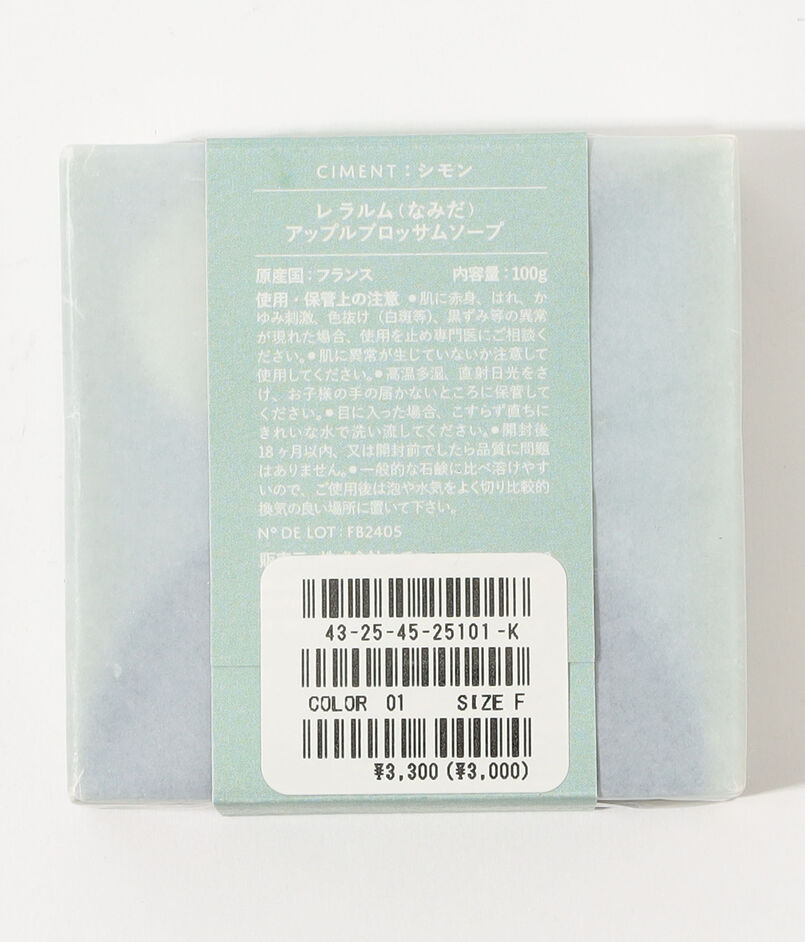 CIMENT：シモン
レ ラルム（なみだ）
アップルブロッサムソープ
原産国：フランス 内容量：100g
使用・保管上の注意 ●肌に赤身、はれ、か
ゆみ刺激、色抜け（白斑等）、黒ずみ等の異常
が現れた場合、使用を止め専門医にご相談く
ださい。●肌に異常が生じていないか注意して
使用してください。●高温多湿、直射日光をさ
け、お子様の手の届かないところに保管して
ください。●目に入った場合、こすらず直ちに
きれいな水で洗い流してください。●開封後
18ヶ月以内、又は開封前でしたら品質に問題
はありません。●一般的な石鹸に比べ溶けやす
いので、ご使用後は泡や水気をよく切り比較的
換気の良い場所に置いて下さい。
Nº DE LOT：FB2405
43-25-45-25101-K
COLOR 01 SIZE F
¥3,300 (¥3,000)